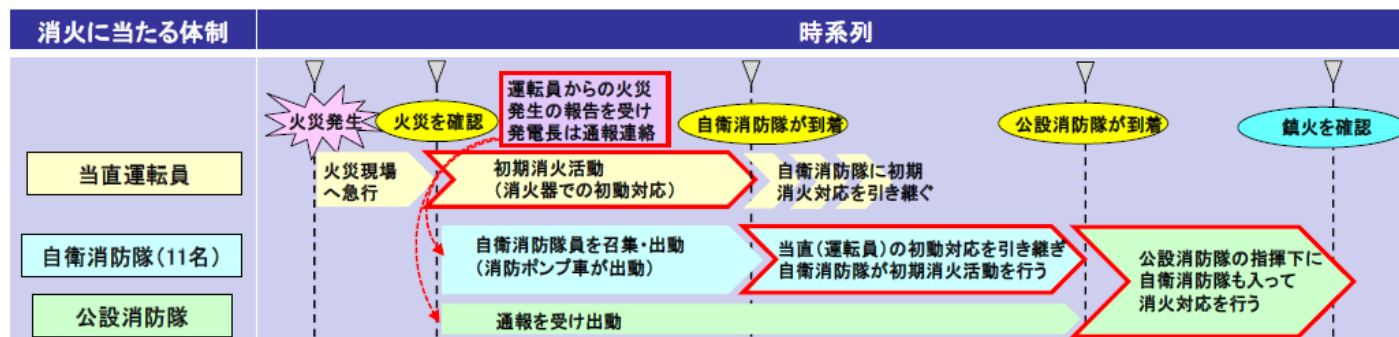 消火に当たる体制
時系列
運転員からの火災
発生の報告を受け
発電長は通報連絡
火災発生
火災を確認
自衛消防隊が到着
公設消防隊が到着
鎮火を確認
当直運転員
火災現場
へ急行
初期消火活動
(消火器での初動対応)
自衛消防隊に初期
消火対応を引き継ぐ
自衛消防隊(11名)
自衛消防隊員を召集・出動
(消防ポンプ車が出動)
当直(運転員)の初動対応を引き継ぎ
自衛消防隊が初期消火活動を行う
公設消防隊の指揮下に
自衛消防隊も入って
消火対応を行う
公設消防隊
通報を受け出動